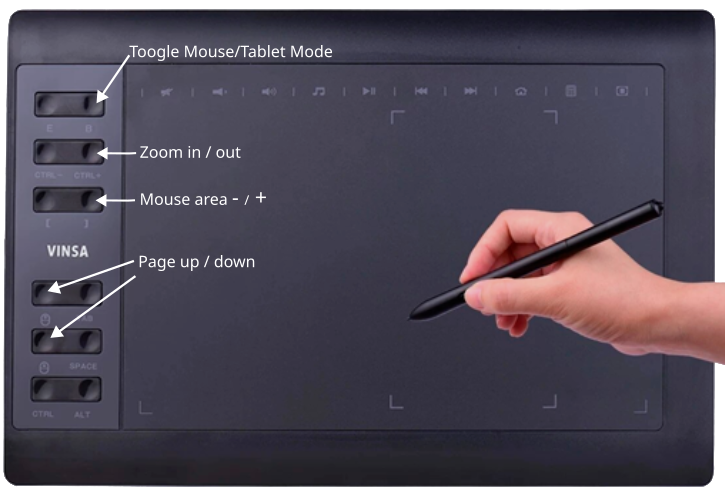 Toogle Mouse/Tablet Mode
E B
Zoom in / out
CTRL- CTRL+
Mouse area - / +
[ ]
VINSA
Page up / down
SPACE
CTRL ALT